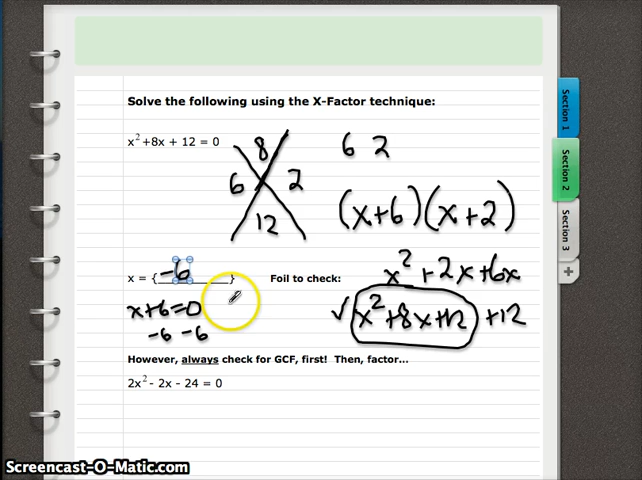 Solve the following using the X-Factor technique:
x² +8x + 12 = 0
8
6 2
12
6 2
(x+6)(x+2)
x = {-6______}
Foil to check:
x² + 2x + 6x
x+6=0
-6 -6
√ x² +8x +12 +12
However, always check for GCF, first! Then, factor...
2x² - 2x - 24 = 0
Section 1
Section 2
Section 3
+
Screencast-O-Matic.com